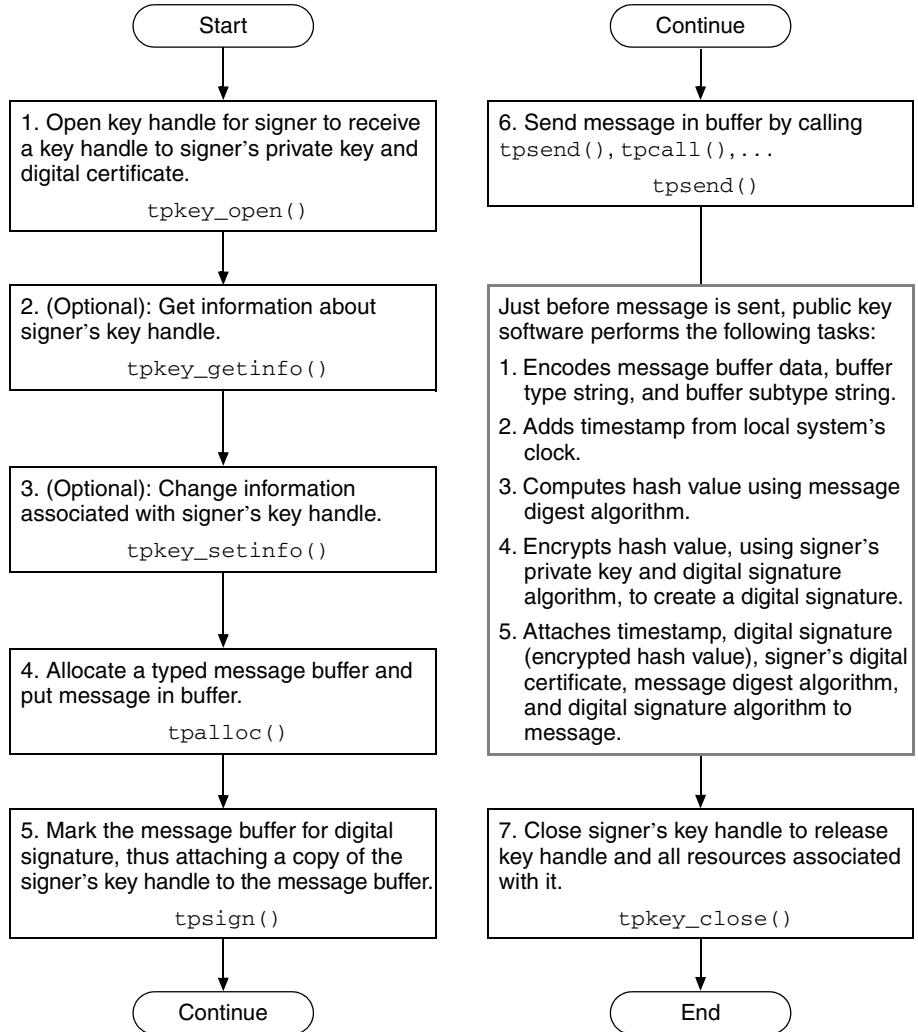 Start
1. Open key handle for signer to receive
a key handle to signer's private key and
digital certificate.
tpkey_open()
2. (Optional): Get information about
signer's key handle.
tpkey_getinfo()
3. (Optional): Change information
associated with signer's key handle.
tpkey_setinfo()
4. Allocate a typed message buffer and
put message in buffer.
tpalloc()
5. Mark the message buffer for digital
signature, thus attaching a copy of the
signer's key handle to the message buffer.
tpsign()
Continue
Continue
6. Send message in buffer by calling
tpsend(), tpcall(),...
tpsend()
Just before message is sent, public key
software performs the following tasks:
1. Encodes message buffer data, buffer
type string, and buffer subtype string.
2. Adds timestamp from local system's
clock.
3. Computes hash value using message
digest algorithm.
4. Encrypts hash value, using signer's
private key and digital signature
algorithm, to create a digital signature.
5. Attaches timestamp, digital signature
(encrypted hash value), signer's digital
certificate, message digest algorithm,
and digital signature algorithm to
message.
7. Close signer's key handle to release
key handle and all resources associated
with it.
tpkey_close()
End